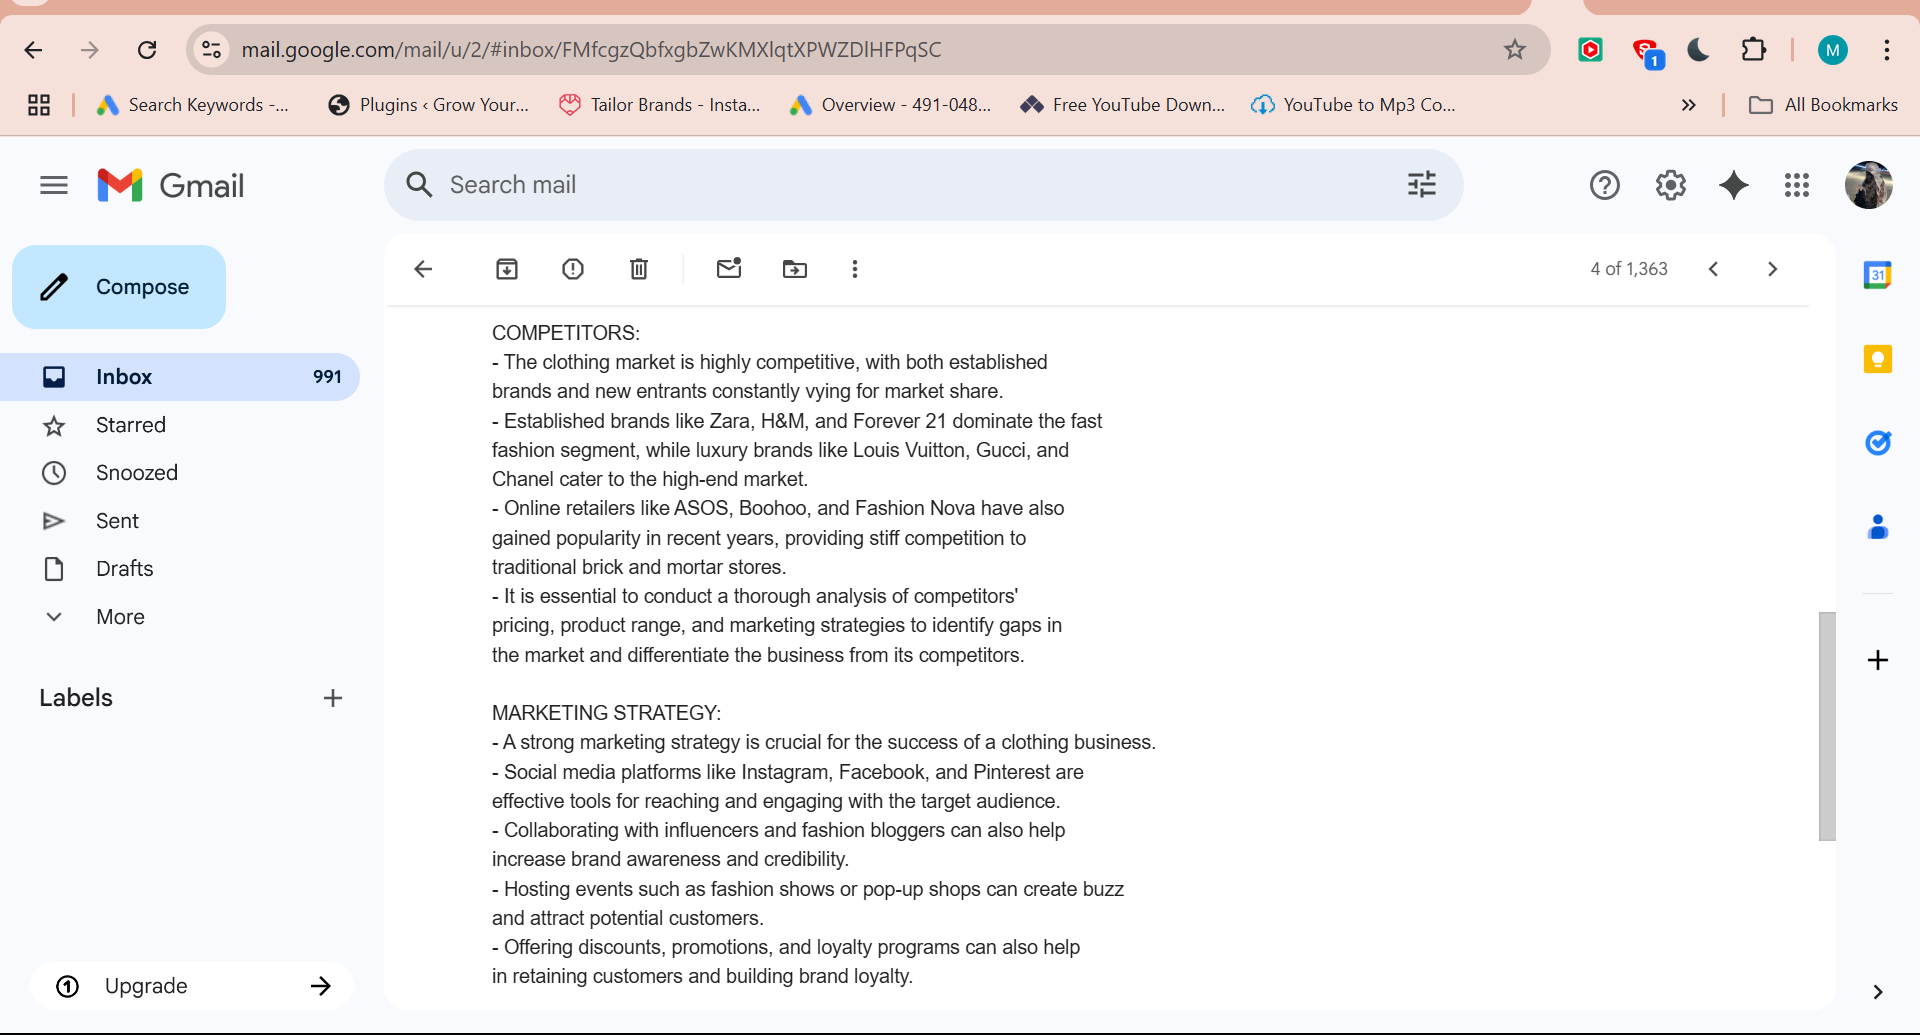 mail.google.com/mail/u/2/#inbox/FMfcgzQbfxgbZwKMXlqtXPWZDlHFPqSC
1
M
Search Keywords -...
Plugins ‹ Grow Your...
Tailor Brands - Insta...
Overview - 491-048...
Free YouTube Down...
YouTube to Mp3 Co...
All Bookmarks
Gmail
Search mail
Compose
4 of 1,363
31
Inbox 991
Starred
Snoozed
Sent
Drafts
More
Labels
Upgrade
COMPETITORS:
- The clothing market is highly competitive, with both established
brands and new entrants constantly vying for market share.
- Established brands like Zara, H&M, and Forever 21 dominate the fast
fashion segment, while luxury brands like Louis Vuitton, Gucci, and
Chanel cater to the high-end market.
- Online retailers like ASOS, Boohoo, and Fashion Nova have also
gained popularity in recent years, providing stiff competition to
traditional brick and mortar stores.
- It is essential to conduct a thorough analysis of competitors'
pricing, product range, and marketing strategies to identify gaps in
the market and differentiate the business from its competitors.
MARKETING STRATEGY:
- A strong marketing strategy is crucial for the success of a clothing business.
- Social media platforms like Instagram, Facebook, and Pinterest are
effective tools for reaching and engaging with the target audience.
- Collaborating with influencers and fashion bloggers can also help
increase brand awareness and credibility.
- Hosting events such as fashion shows or pop-up shops can create buzz
and attract potential customers.
- Offering discounts, promotions, and loyalty programs can also help
in retaining customers and building brand loyalty.